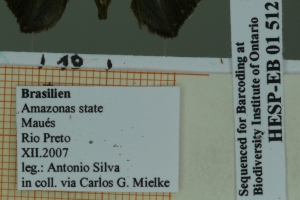 10
Brasilien
Amazonas state
Maués
Rio Preto
XII.2007
leg.: Antonio Silva
in coll. via Carlos G. Mielke
Sequenced for Barcoding at
Biodiversity Institute of Ontario
HESP-EB 01 512